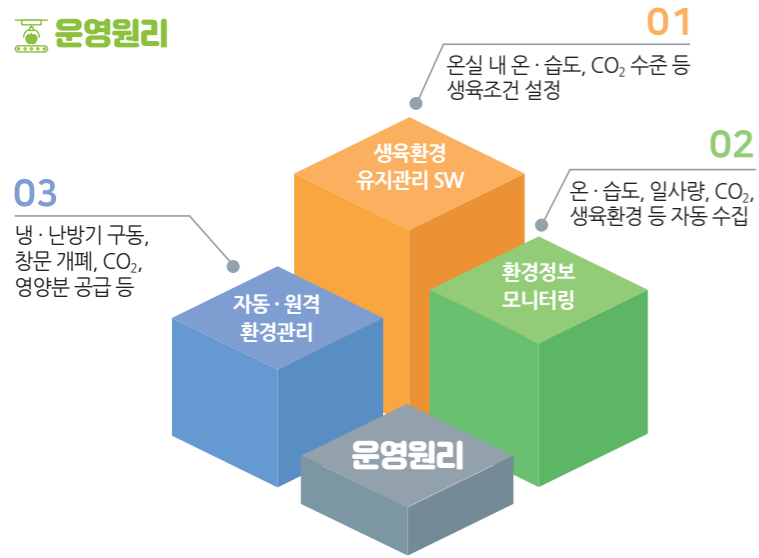 운영원리
01
온실 내 온 · 습도, CO₂ 수준 등
생육조건 설정
생육환경
유지관리 SW
02
온 · 습도, 일사량, CO₂,
생육환경 등 자동 수집
환경정보
모니터링
03
냉 · 난방기 구동,
창문 개폐, CO₂,
영양분 공급 등
자동 · 원격
환경관리
운영원리